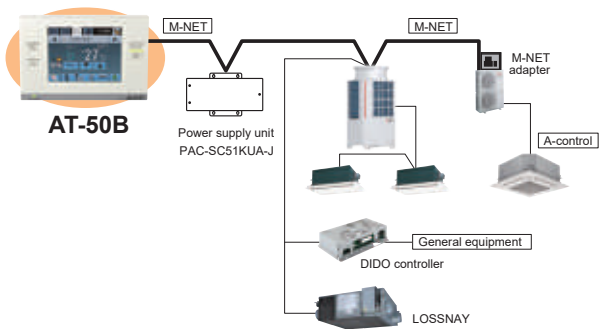 M-NET
M-NET
M-NET
adapter
AT-50B
Power supply unit
PAC-SC51KUA-J
A-control
General equipment
DIDO controller
LOSSNAY